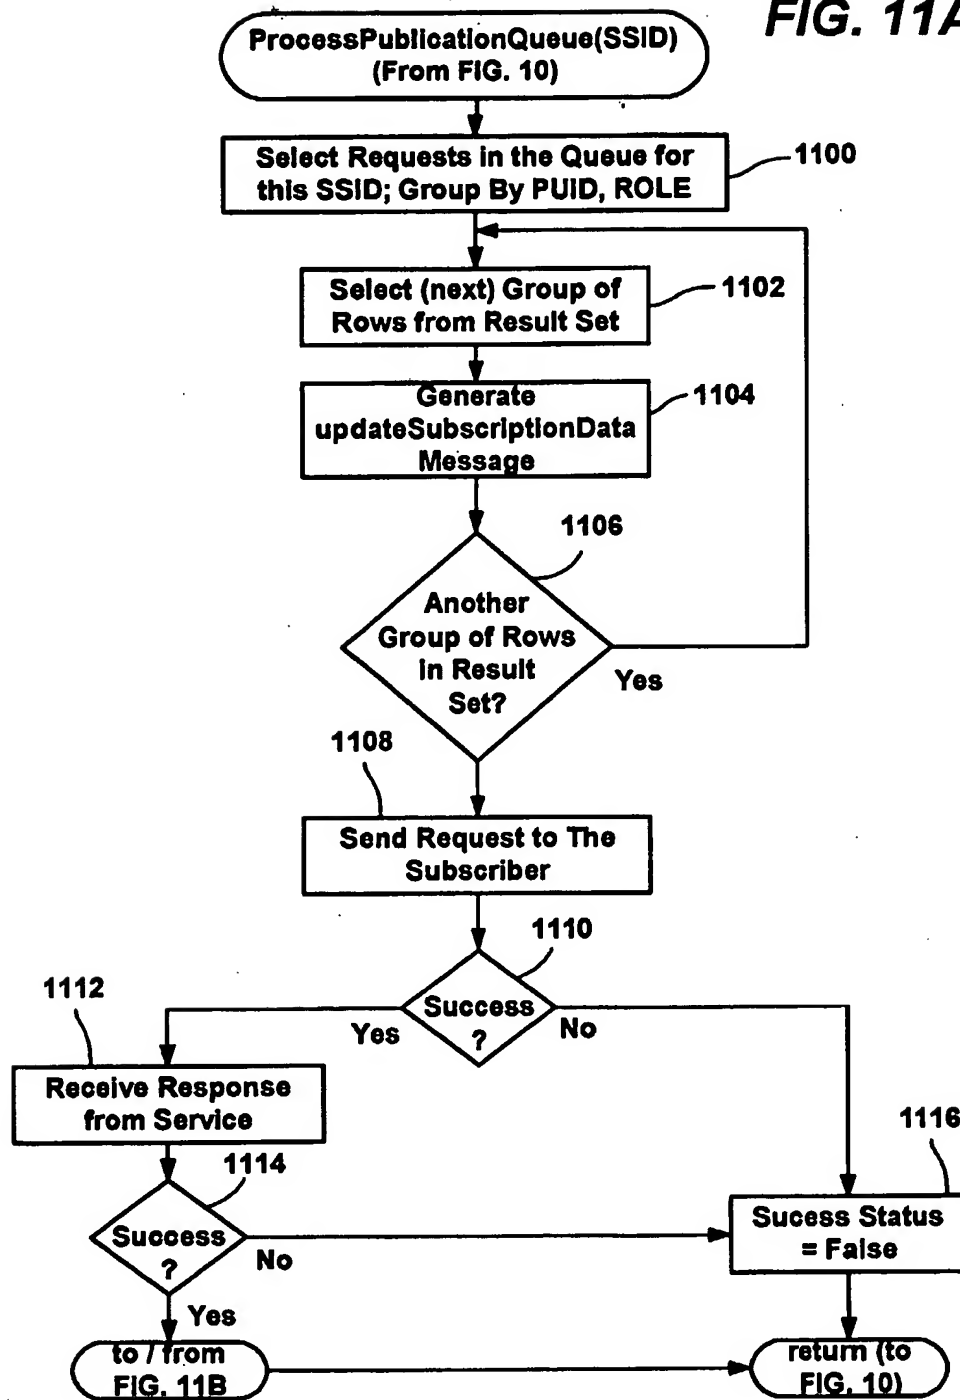 FIG. 11A
ProcessPublicationQueue(SSID)
(From FIG. 10)
Select Requests in the Queue for
this SSID; Group By PUID, ROLE
1100
Select (next) Group of
Rows from Result Set
1102
Generate
updateSubscriptionData
Message
1104
1106
Another
Group of Rows
in Result
Set?
Yes
1108
Send Request to The
Subscriber
1110
Success
?
Yes
No
1112
Receive Response
from Service
1114
Success
?
No
Yes
1116
Sucess Status
= False
to / from
FIG. 11B
return (to
FIG. 10)